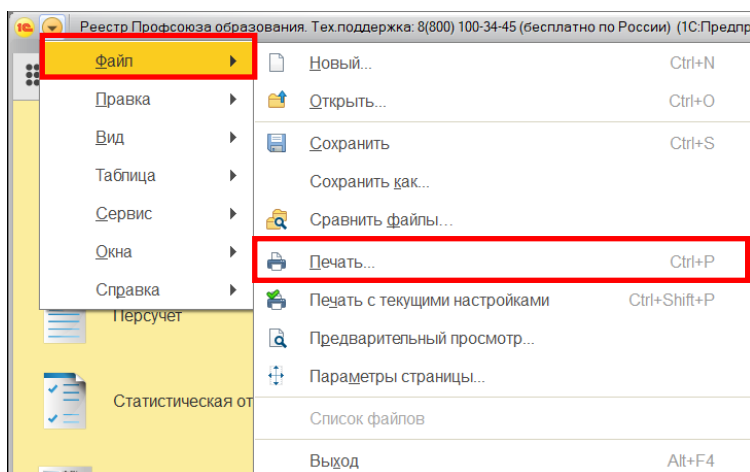 1С Реестр Профсоюза образования. Тех.поддержка: 8(800) 100-34-45 (бесплатно по России) (1С:Предпр
Файл
Правка
Вид
Таблица
Сервис
Окна
Справка
Новый... Ctrl+N
Открыть... Ctrl+O
Сохранить Ctrl+S
Сохранить как...
Сравнить файлы...
Печать... Ctrl+P
Печать с текущими настройками Ctrl+Shift+P
Предварительный просмотр...
Параметры страницы...
Список файлов
Выход Alt+F4
Персучет
Статистическая от